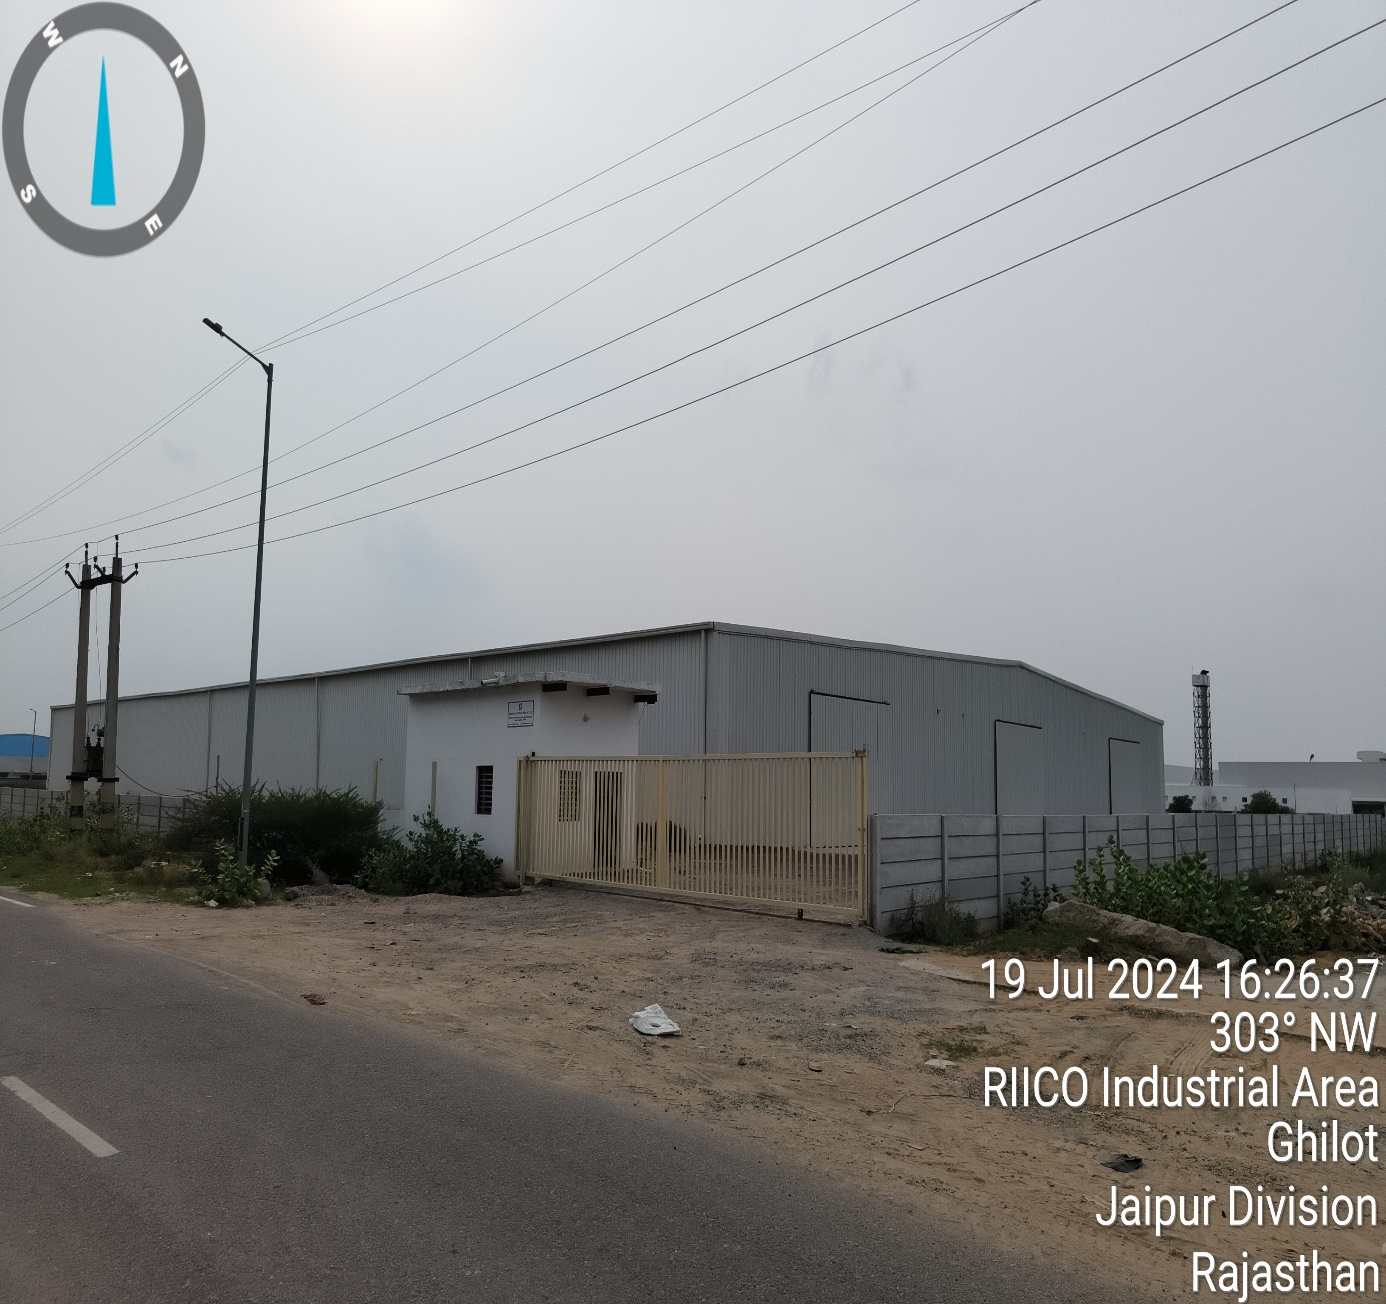 W
N
S
E
19 Jul 2024 16:26:37
303° NW
RIICO Industrial Area
Ghilot
Jaipur Division
Rajasthan